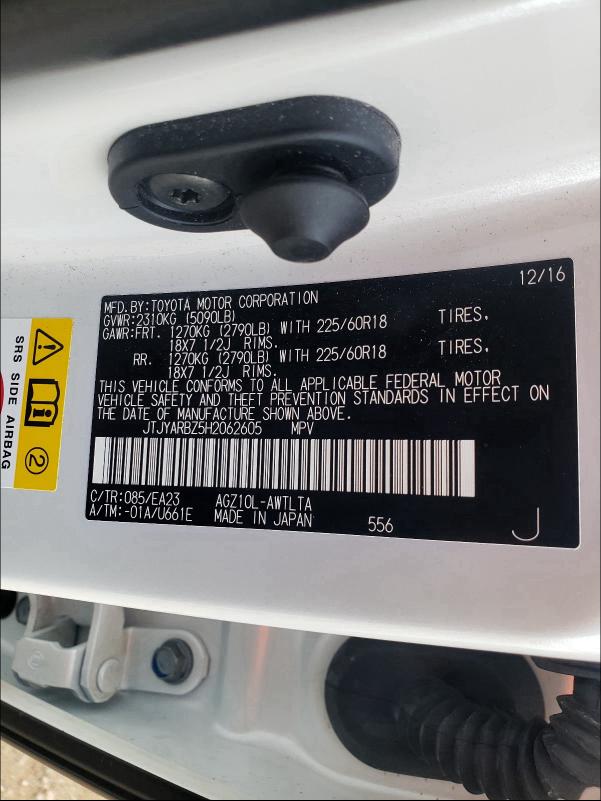 12/16
MFD.BY:TOYOTA MOTOR CORPORATION
GVWR:2310KG (5090LB)
GAWR:FRT. 1270KG (2790LB) WITH 225/60R18 TIRES,
18X7 1/2J RIMS.
RR. 1270KG (2790LB) WITH 225/60R18 TIRES,
18X7 1/2J RIMS.
THIS VEHICLE CONFORMS TO ALL APPLICABLE FEDERAL MOTOR
VEHICLE SAFETY AND THEFT PREVENTION STANDARDS IN EFFECT ON
THE DATE OF MANUFACTURE SHOWN ABOVE.
JTJYARBZ5H2062605 MPV
C/TR:085/EA23 AGZ10L-AWTLTA
A/TM:-01A/U661E MADE IN JAPAN 556 J
SRS SIDE AIRBAG
2